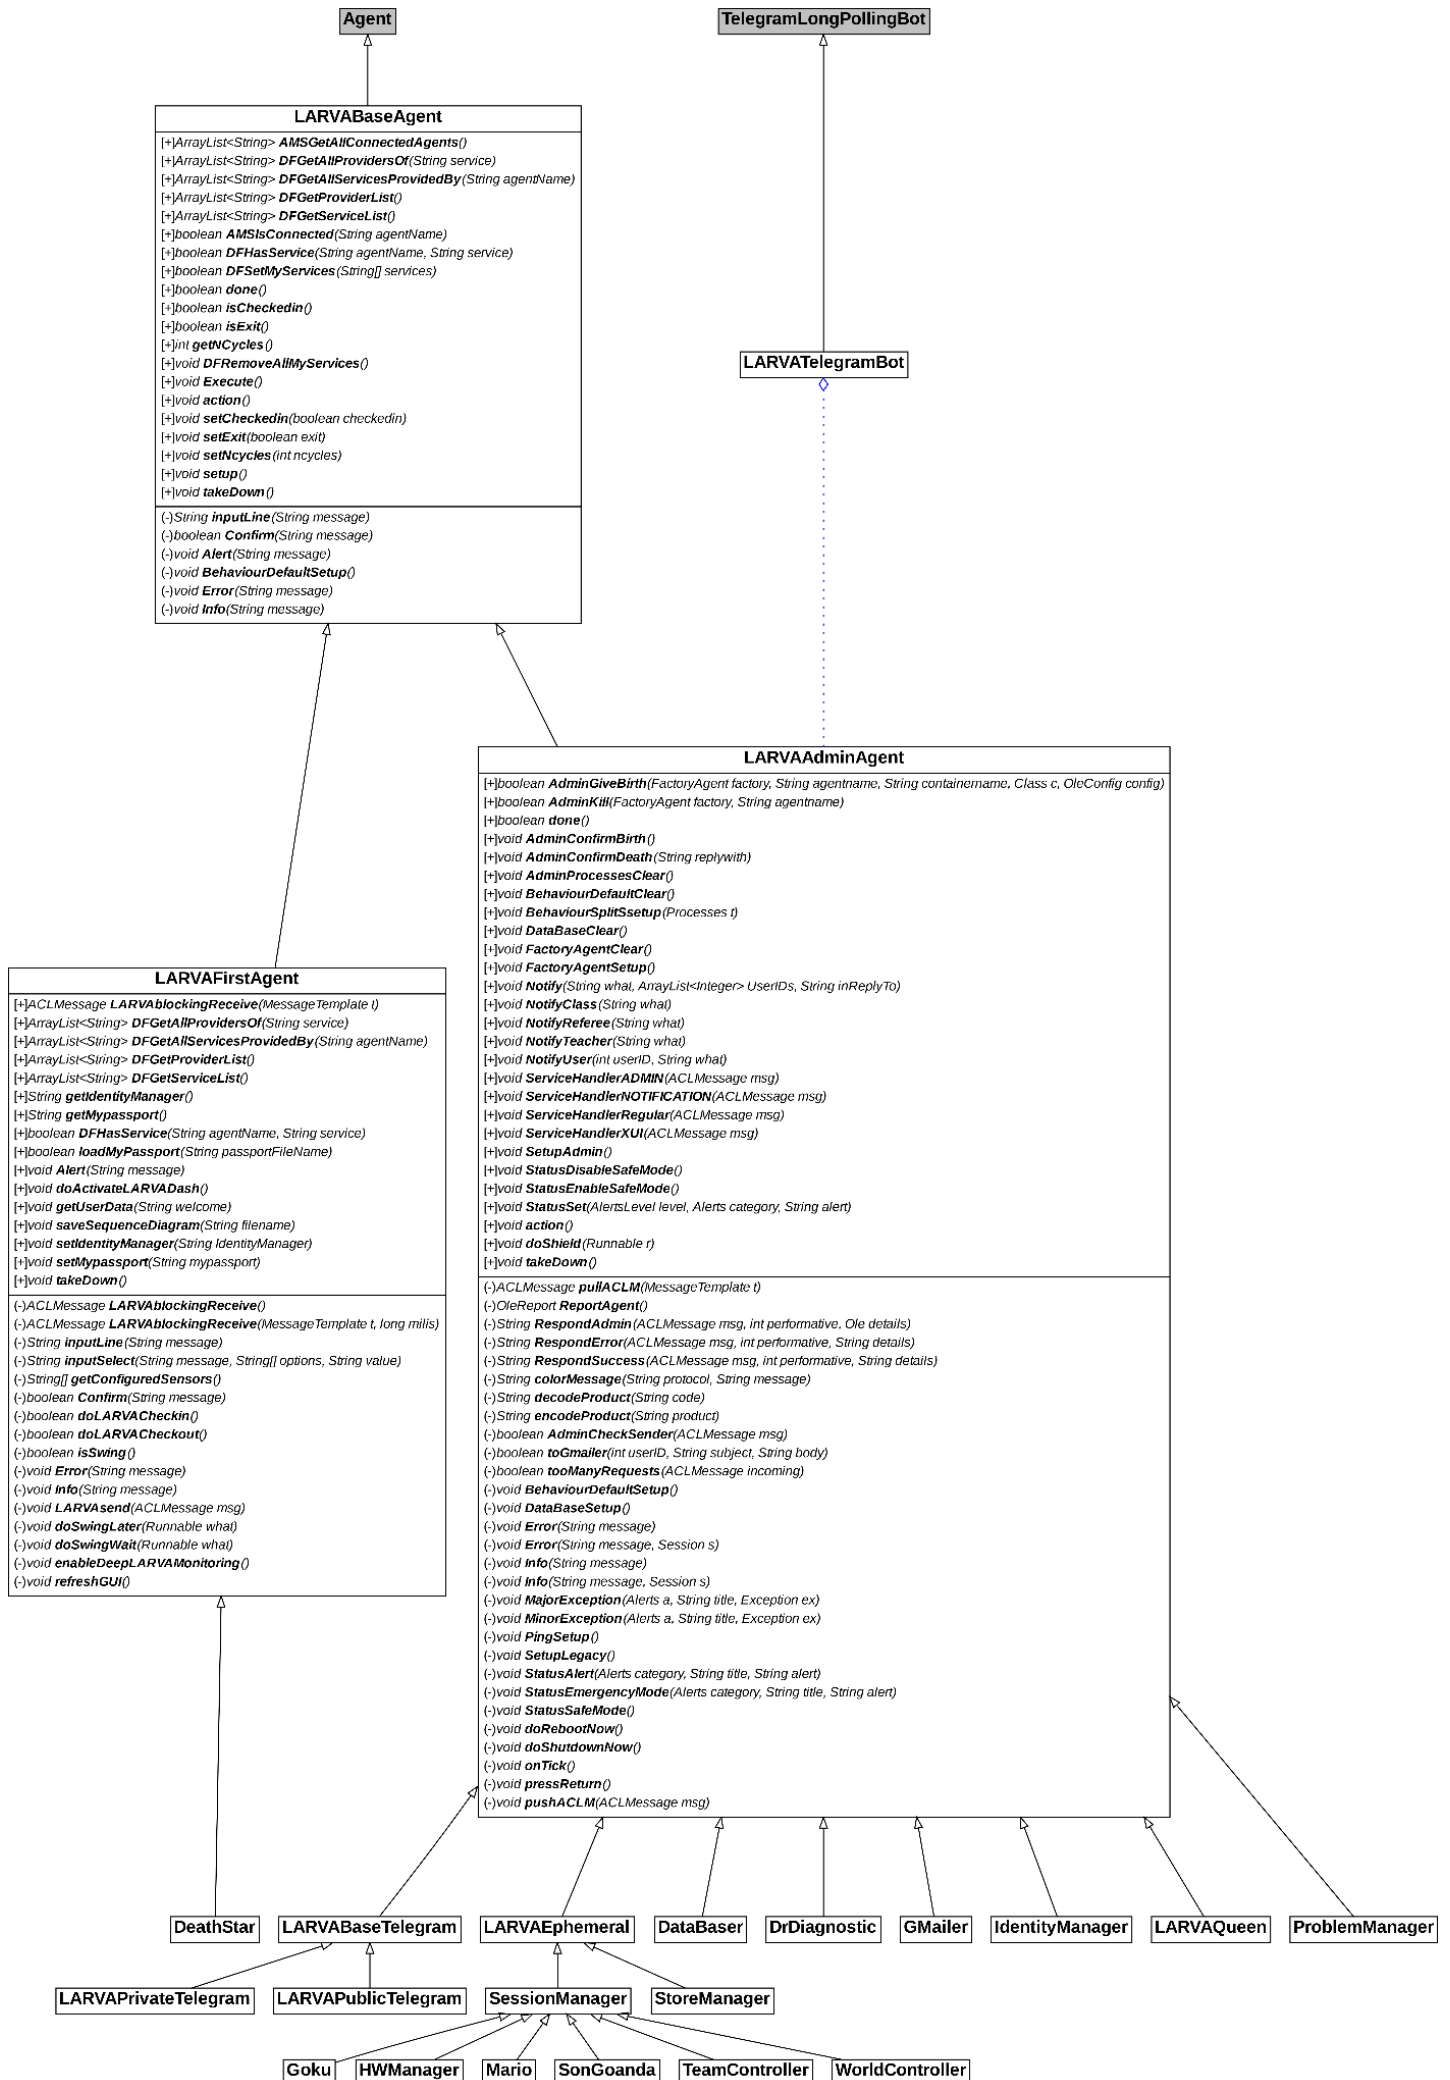 Agent
TelegramLongPollingBot
LARVABaseAgent
[+]ArrayList<String> AMSGetAllConnectedAgents()
[+]ArrayList<String> DFGetAllProvidersOf(String service)
[+]ArrayList<String> DFGetAllServicesProvidedBy(String agentName)
[+]ArrayList<String> DFGetProviderList()
[+]ArrayList<String> DFGetServiceList()
[+]boolean AMSIsConnected(String agentName)
[+]boolean DFHasService(String agentName, String service)
[+]boolean DFSetMyServices(String[] services)
[+]boolean done()
[+]boolean isCheckedin()
[+]boolean isExit()
[+]int getNCycles()
[+]void DFRemoveAllMyServices()
[+]void Execute()
[+]void action()
[+]void setCheckedin(boolean checkedin)
[+]void setExit(boolean exit)
[+]void setNcycles(int ncycles)
[+]void setup()
[+]void takeDown()
(-)String inputLine(String message)
(-)boolean Confirm(String message)
(-)void Alert(String message)
(-)void BehaviourDefaultSetup()
(-)void Error(String message)
(-)void Info(String message)
LARVATelegramBot
LARVAAdminAgent
[+]boolean AdminGiveBirth(FactoryAgent factory, String agentname, String containername, Class c, OleConfig config)
[+]boolean AdminKill(FactoryAgent factory, String agentname)
[+]boolean done()
[+]void AdminConfirmBirth()
[+]void AdminConfirmDeath(String replywith)
[+]void AdminProcessesClear()
[+]void BehaviourDefaultClear()
[+]void BehaviourSplitSsetup(Processes t)
[+]void DataBaseClear()
[+]void FactoryAgentClear()
[+]void FactoryAgentSetup()
[+]void Notify(String what, ArrayList<Integer> UserIDs, String inReplyTo)
[+]void NotifyClass(String what)
[+]void NotifyReferee(String what)
[+]void NotifyTeacher(String what)
[+]void NotifyUser(int userID, String what)
[+]void ServiceHandlerADMIN(ACLMessage msg)
[+]void ServiceHandlerNOTIFICATION(ACLMessage msg)
[+]void ServiceHandlerRegular(ACLMessage msg)
[+]void ServiceHandlerXUI(ACLMessage msg)
[+]void SetupAdmin()
[+]void StatusDisableSafeMode()
[+]void StatusEnableSafeMode()
[+]void StatusSet(AlertsLevel level, Alerts category, String alert)
[+]void action()
[+]void doShield(Runnable r)
[+]void takeDown()
(-)ACLMessage pullACLM(MessageTemplate t)
(-)OleReport ReportAgent()
(-)String RespondAdmin(ACLMessage msg, int performative, Ole details)
(-)String RespondError(ACLMessage msg, int performative, String details)
(-)String RespondSuccess(ACLMessage msg, int performative, String details)
(-)String colorMessage(String protocol, String message)
(-)String decodeProduct(String code)
(-)String encodeProduct(String product)
(-)boolean AdminCheckSender(ACLMessage msg)
(-)boolean toGmailer(int userID, String subject, String body)
(-)boolean tooManyRequests(ACLMessage incoming)
(-)void BehaviourDefaultSetup()
(-)void DataBaseSetup()
(-)void Error(String message)
(-)void Error(String message, Session s)
(-)void Info(String message)
(-)void Info(String message, Session s)
(-)void MajorException(Alerts a, String title, Exception ex)
(-)void MinorException(Alerts a, String title, Exception ex)
(-)void PingSetup()
(-)void SetupLegacy()
(-)void StatusAlert(Alerts category, String title, String alert)
(-)void StatusEmergencyMode(Alerts category, String title, String alert)
(-)void StatusSafeMode()
(-)void doRebootNow()
(-)void doShutdownNow()
(-)void onTick()
(-)void pressReturn()
(-)void pushACLM(ACLMessage msg)
LARVAFirstAgent
[+]ACLMessage LARVAblockingReceive(MessageTemplate t)
[+]ArrayList<String> DFGetAllProvidersOf(String service)
[+]ArrayList<String> DFGetAllServicesProvidedBy(String agentName)
[+]ArrayList<String> DFGetProviderList()
[+]ArrayList<String> DFGetServiceList()
[+]String getIdentityManager()
[+]String getMypassport()
[+]boolean DFHasService(String agentName, String service)
[+]boolean loadMyPassport(String passportFileName)
[+]void Alert(String message)
[+]void doActivateLARVADash()
[+]void getUserData(String welcome)
[+]void saveSequenceDiagram(String filename)
[+]void setIdentityManager(String IdentityManager)
[+]void setMypassport(String mypassport)
[+]void takeDown()
(-)ACLMessage LARVAblockingReceive()
(-)ACLMessage LARVAblockingReceive(MessageTemplate t, long milis)
(-)String inputLine(String message)
(-)String inputSelect(String message, String[] options, String value)
(-)String[] getConfiguredSensors()
(-)boolean Confirm(String message)
(-)boolean doLARVACheckin()
(-)boolean doLARVACheckout()
(-)boolean isSwing()
(-)void Error(String message)
(-)void Info(String message)
(-)void LARVAsend(ACLMessage msg)
(-)void doSwingLater(Runnable what)
(-)void doSwingWait(Runnable what)
(-)void enableDeepLARVAMonitoring()
(-)void refreshGUI()
DeathStar
LARVABaseTelegram
LARVAEphemeral
DataBaser
DrDiagnostic
GMailer
IdentityManager
LARVAQueen
ProblemManager
LARVAPrivateTelegram
LARVAPublicTelegram
SessionManager
StoreManager
Goku
HWManager
Mario
SonGoanda
TeamController
WorldController